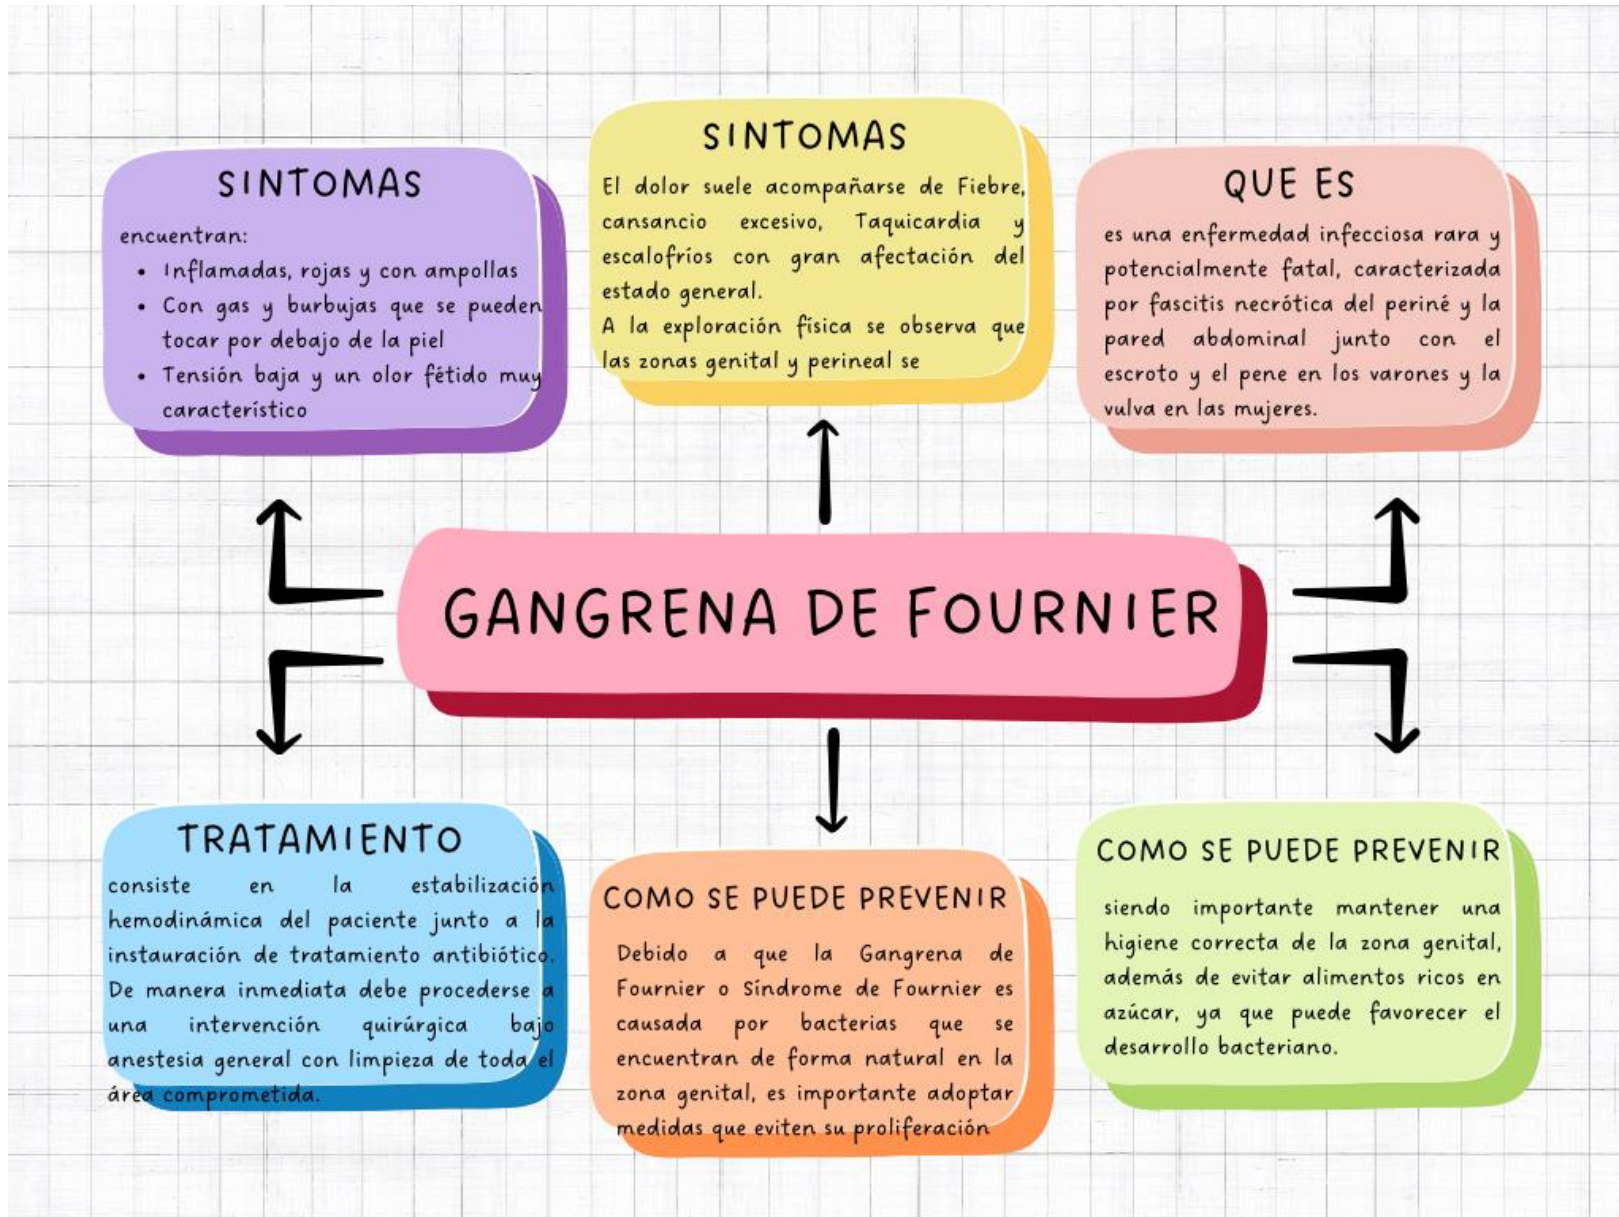 SINTOMAS
encuentran:
• Inflamadas, rojas y con ampollas
• Con gas y burbujas que se pueden
tocar por debajo de la piel
• Tensión baja y un olor fétido muy
característico
SINTOMAS
El dolor suele acompañarse de Fiebre,
cansancio excesivo, Taquicardia y
escalofríos con gran afectación del
estado general.
A la exploración física se observa que
las zonas genital y perineal se
QUE ES
es una enfermedad infecciosa rara y
potencialmente fatal, caracterizada
por fascitis necrótica del periné y la
pared abdominal junto con el
escroto y el pene en los varones y la
vulva en las mujeres.
GANGRENA DE FOURNIER
TRATAMIENTO
consiste en la estabilización
hemodinámica del paciente junto a la
instauración de tratamiento antibiótico.
De manera inmediata debe procederse a
una intervención quirúrgica bajo
anestesia general con limpieza de toda el
área comprometida.
COMO SE PUEDE PREVENIR
Debido a que la Gangrena de
Fournier o Síndrome de Fournier es
causada por bacterias que se
encuentran de forma natural en la
zona genital, es importante adoptar
medidas que eviten su proliferación
COMO SE PUEDE PREVENIR
siendo importante mantener una
higiene correcta de la zona genital,
además de evitar alimentos ricos en
azúcar, ya que puede favorecer el
desarrollo bacteriano.